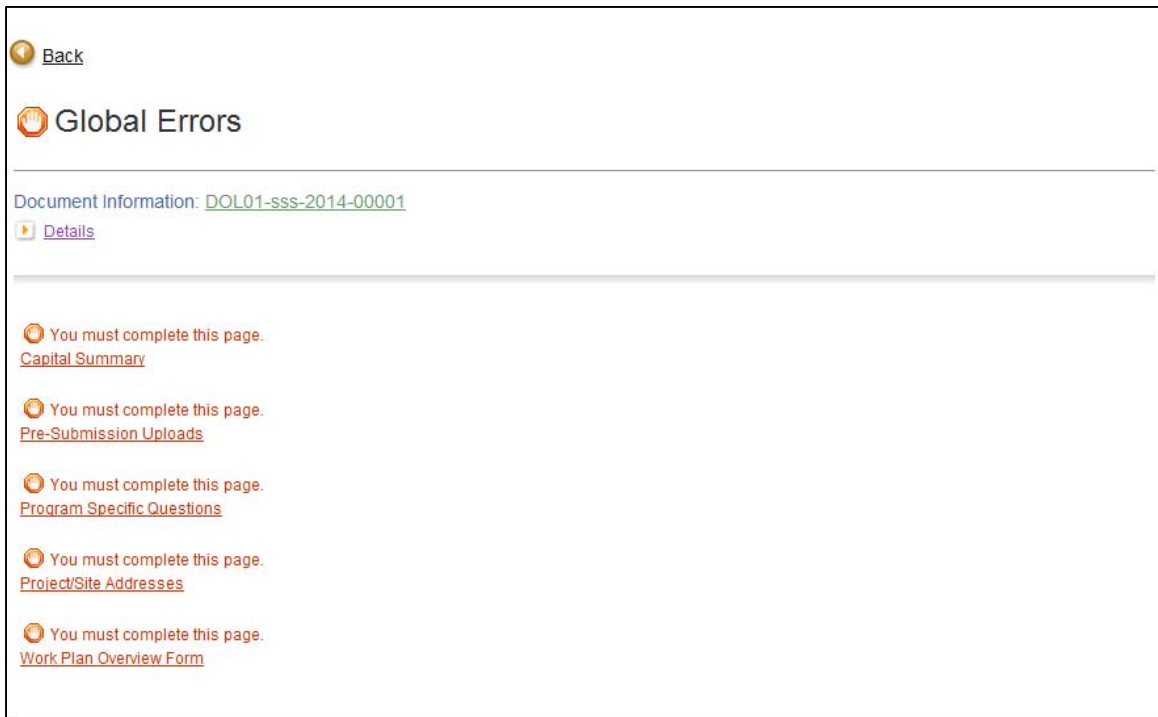 Back
Global Errors
Document Information: DOL01-sss-2014-00001
Details
You must complete this page.
Capital Summary
You must complete this page.
Pre-Submission Uploads
You must complete this page.
Program Specific Questions
You must complete this page.
Project/Site Addresses
You must complete this page.
Work Plan Overview Form